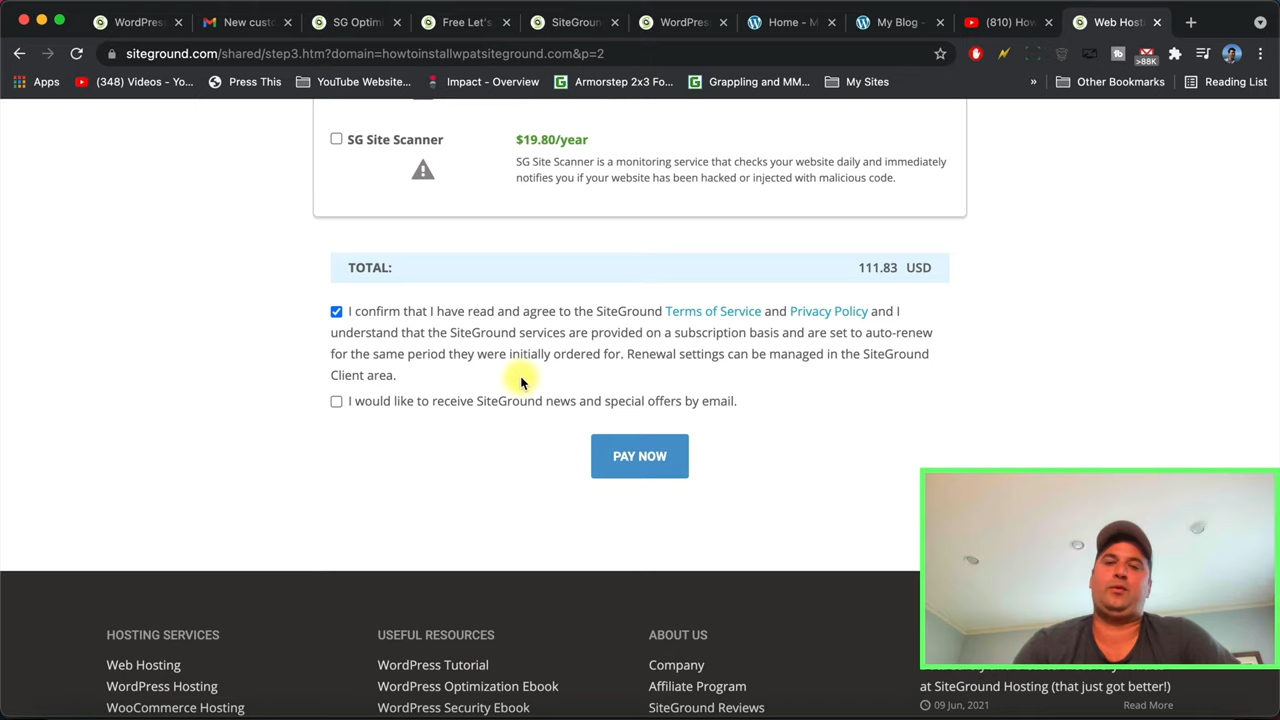 WordPres
New cust
SG Optimi
Free Let's
SiteGroun
WordPres
Home - M
My Blog -
(810) How
Web Host
siteground.com/shared/step3.htm?domain=howtoinstallwpatsiteground.com&p=2
>88K
Apps
(348) Videos - Yo...
Press This
YouTube Website...
Impact - Overview
Armorstep 2x3 Fo...
Grappling and MM...
My Sites
»
Other Bookmarks
Reading List
SG Site Scanner
$19.80/year
SG Site Scanner is a monitoring service that checks your website daily and immediately
notifies you if your website has been hacked or injected with malicious code.
TOTAL:
111.83 USD
I confirm that I have read and agree to the SiteGround Terms of Service and Privacy Policy and I
understand that the SiteGround services are provided on a subscription basis and are set to auto-renew
for the same period they were initially ordered for. Renewal settings can be managed in the SiteGround
Client area.
I would like to receive SiteGround news and special offers by email.
PAY NOW
HOSTING SERVICES
USEFUL RESOURCES
ABOUT US
Web Hosting
WordPress Tutorial
Company
WordPress Hosting
WordPress Optimization Ebook
Affiliate Program
at SiteGround Hosting (that just got better!)
WooCommerce Hosting
WordPress Security Ebook
SiteGround Reviews
09 Jun, 2021
Read More